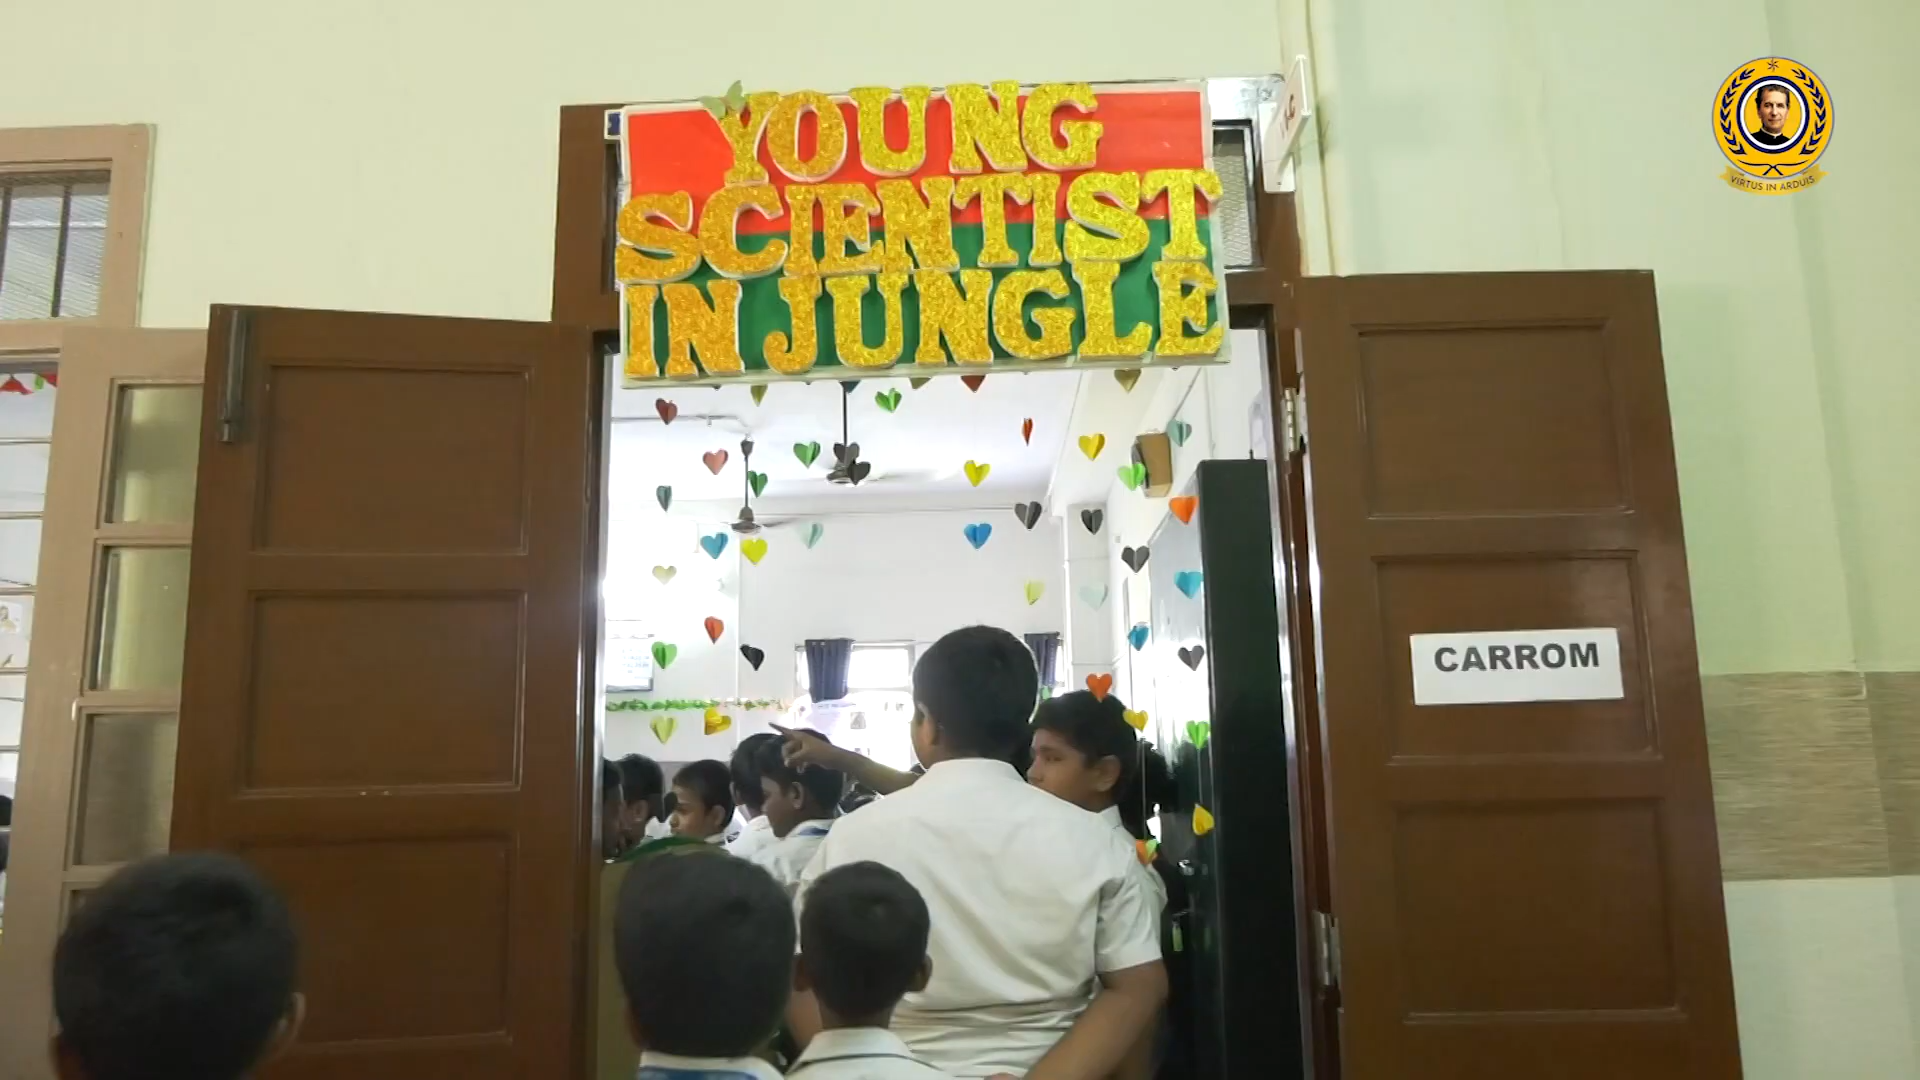 YOUNG
SCIENTIST
IN JUNGLE
CARROM
VIRTUS IN ARDUIS